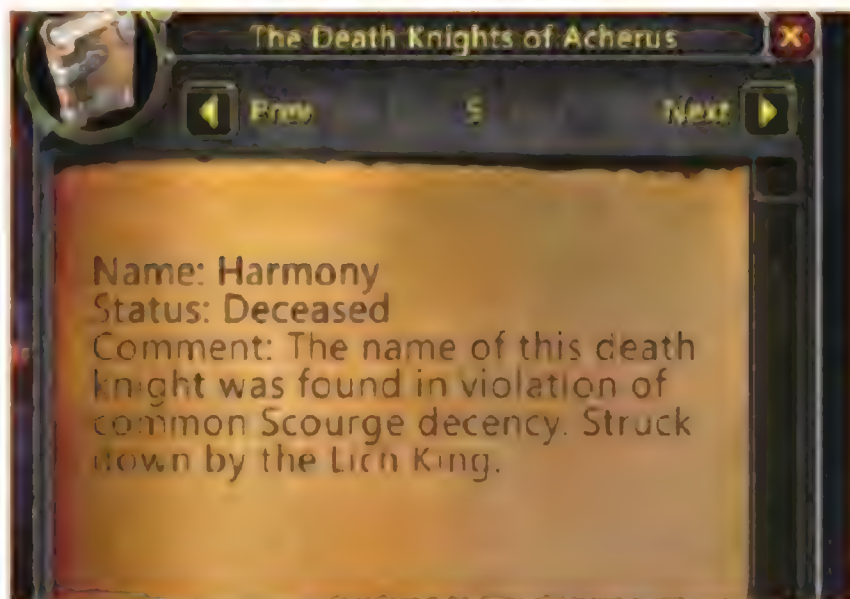 The Death Knights of Acherus
Prev 5 Next
Name: Harmony
Status: Deceased
Comment: The name of this death
knight was found in violation of
common Scourge decency. Struck
down by the Lich King.